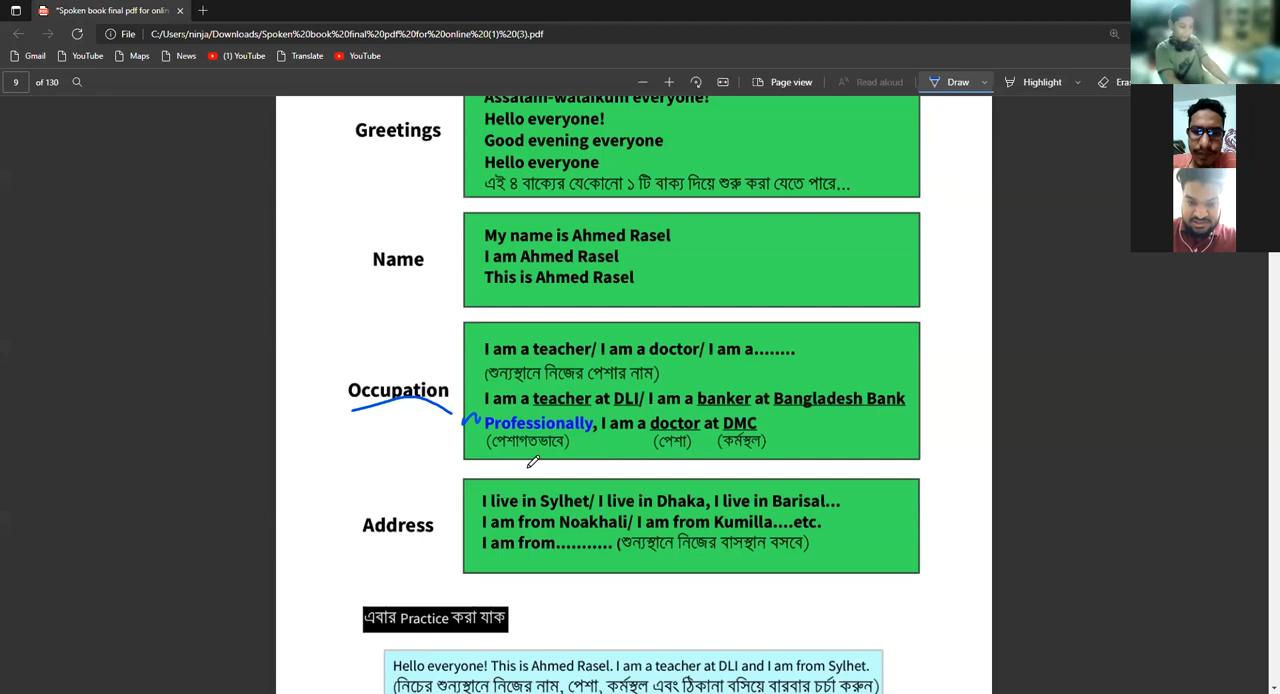 *Spoken book final pdf for onlin
File C:/Users/ninja/Downloads/Spoken%20book%20final%20pdf%20for%20online%20(1)%20(3).pdf
Gmail YouTube Maps News (1) YouTube Translate YouTube
9 of 130 Page view Read aloud Draw Highlight Eras
Greetings
Assalam-walaikum everyone!
Hello everyone!
Good evening everyone
Hello everyone
এই ৪ বাক্যের যেকোনো ১ টি বাক্য দিয়ে শুরু করা যেতে পারে...
Name
My name is Ahmed Rasel
I am Ahmed Rasel
This is Ahmed Rasel
Occupation
I am a teacher/ I am a doctor/ I am a........
(শুন্যস্থানে নিজের পেশার নাম)
I am a teacher at DLI/ I am a banker at Bangladesh Bank
Professionally, I am a doctor at DMC
(পেশাগতভাবে) (পেশা) (কর্মস্থল)
Address
I live in Sylhet/ I live in Dhaka, I live in Barisal...
I am from Noakhali/ I am from Kumilla....etc.
I am from........... (শুন্যস্থানে নিজের বাসস্থান বসবে)
এবার Practice করা যাক
Hello everyone! This is Ahmed Rasel. I am a teacher at DLI and I am from Sylhet.
(নিচের শুন্যস্থানে নিজের নাম, পেশা, কর্মস্থল এবং ঠিকানা বসিয়ে বারবার চর্চা করুন)